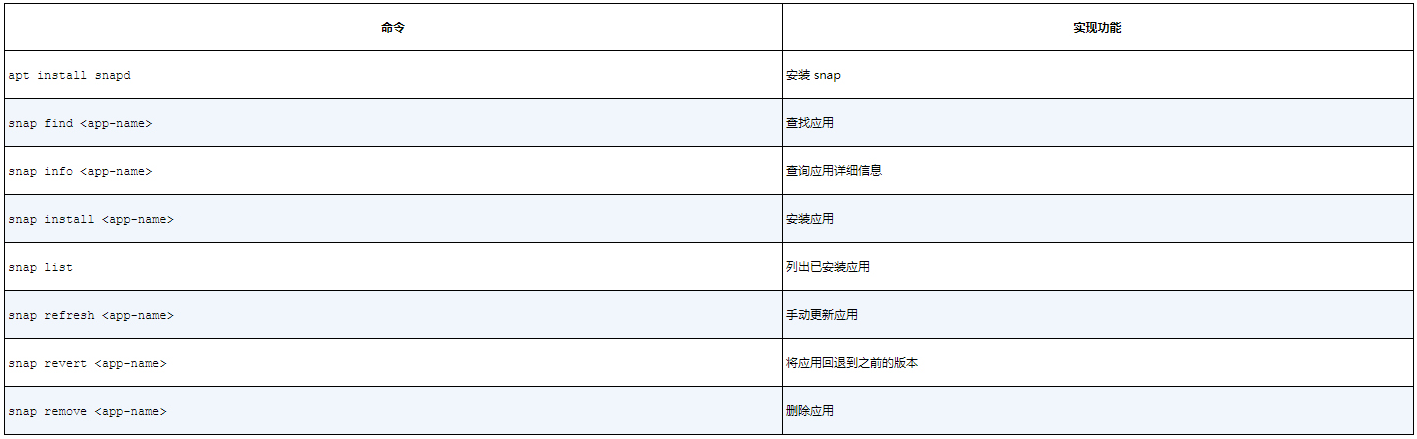 命令 实现功能
apt install snapd 安装 snap
snap find <app-name> 查找应用
snap info <app-name> 查询应用详细信息
snap install <app-name> 安装应用
snap list 列出已安装应用
snap refresh <app-name> 手动更新应用
snap revert <app-name> 将应用回退到之前的版本
snap remove <app-name> 删除应用